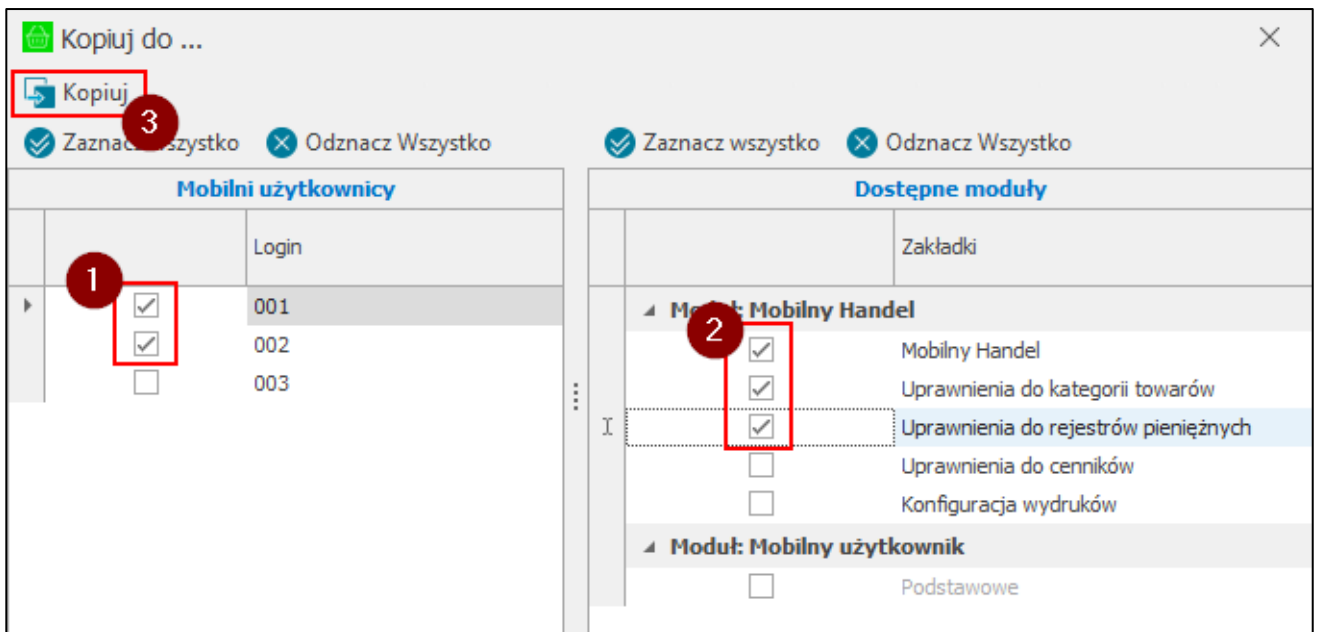 Kopiuj do ...
Kopiuj
3
Zaznacz Wszystko Odznacz Wszystko Zaznacz wszystko Odznacz Wszystko
Mobilni użytkownicy Dostępne moduły
Login Zakładki
1
001 Moduł: Mobilny Handel
2
002 Mobilny Handel
003 Uprawnienia do kategorii towarów
Uprawnienia do rejestrów pieniężnych
Uprawnienia do cenników
Konfiguracja wydruków
Moduł: Mobilny użytkownik
Podstawowe